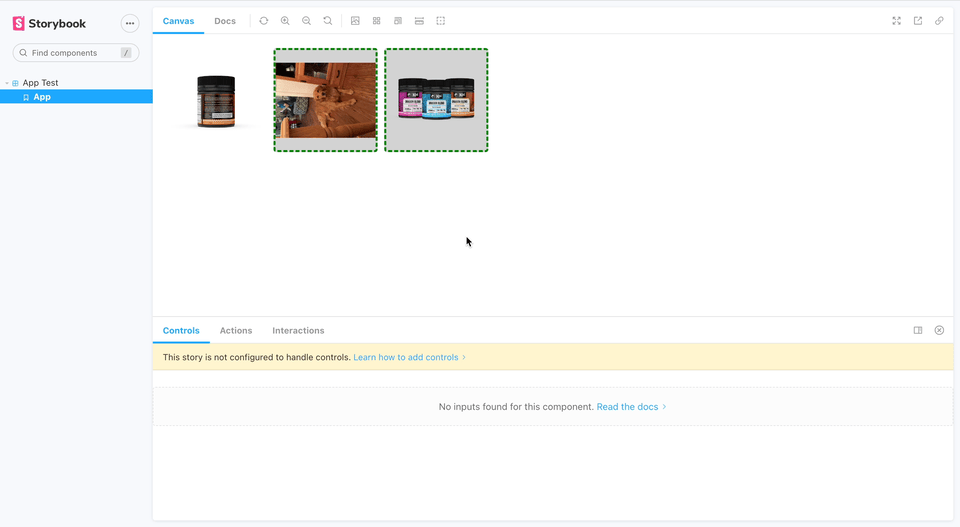 Storybook
Canvas
Docs
Find components
/
App Test
App
Controls
Actions
Interactions
This story is not configured to handle controls. Learn how to add controls
No inputs found for this component. Read the docs